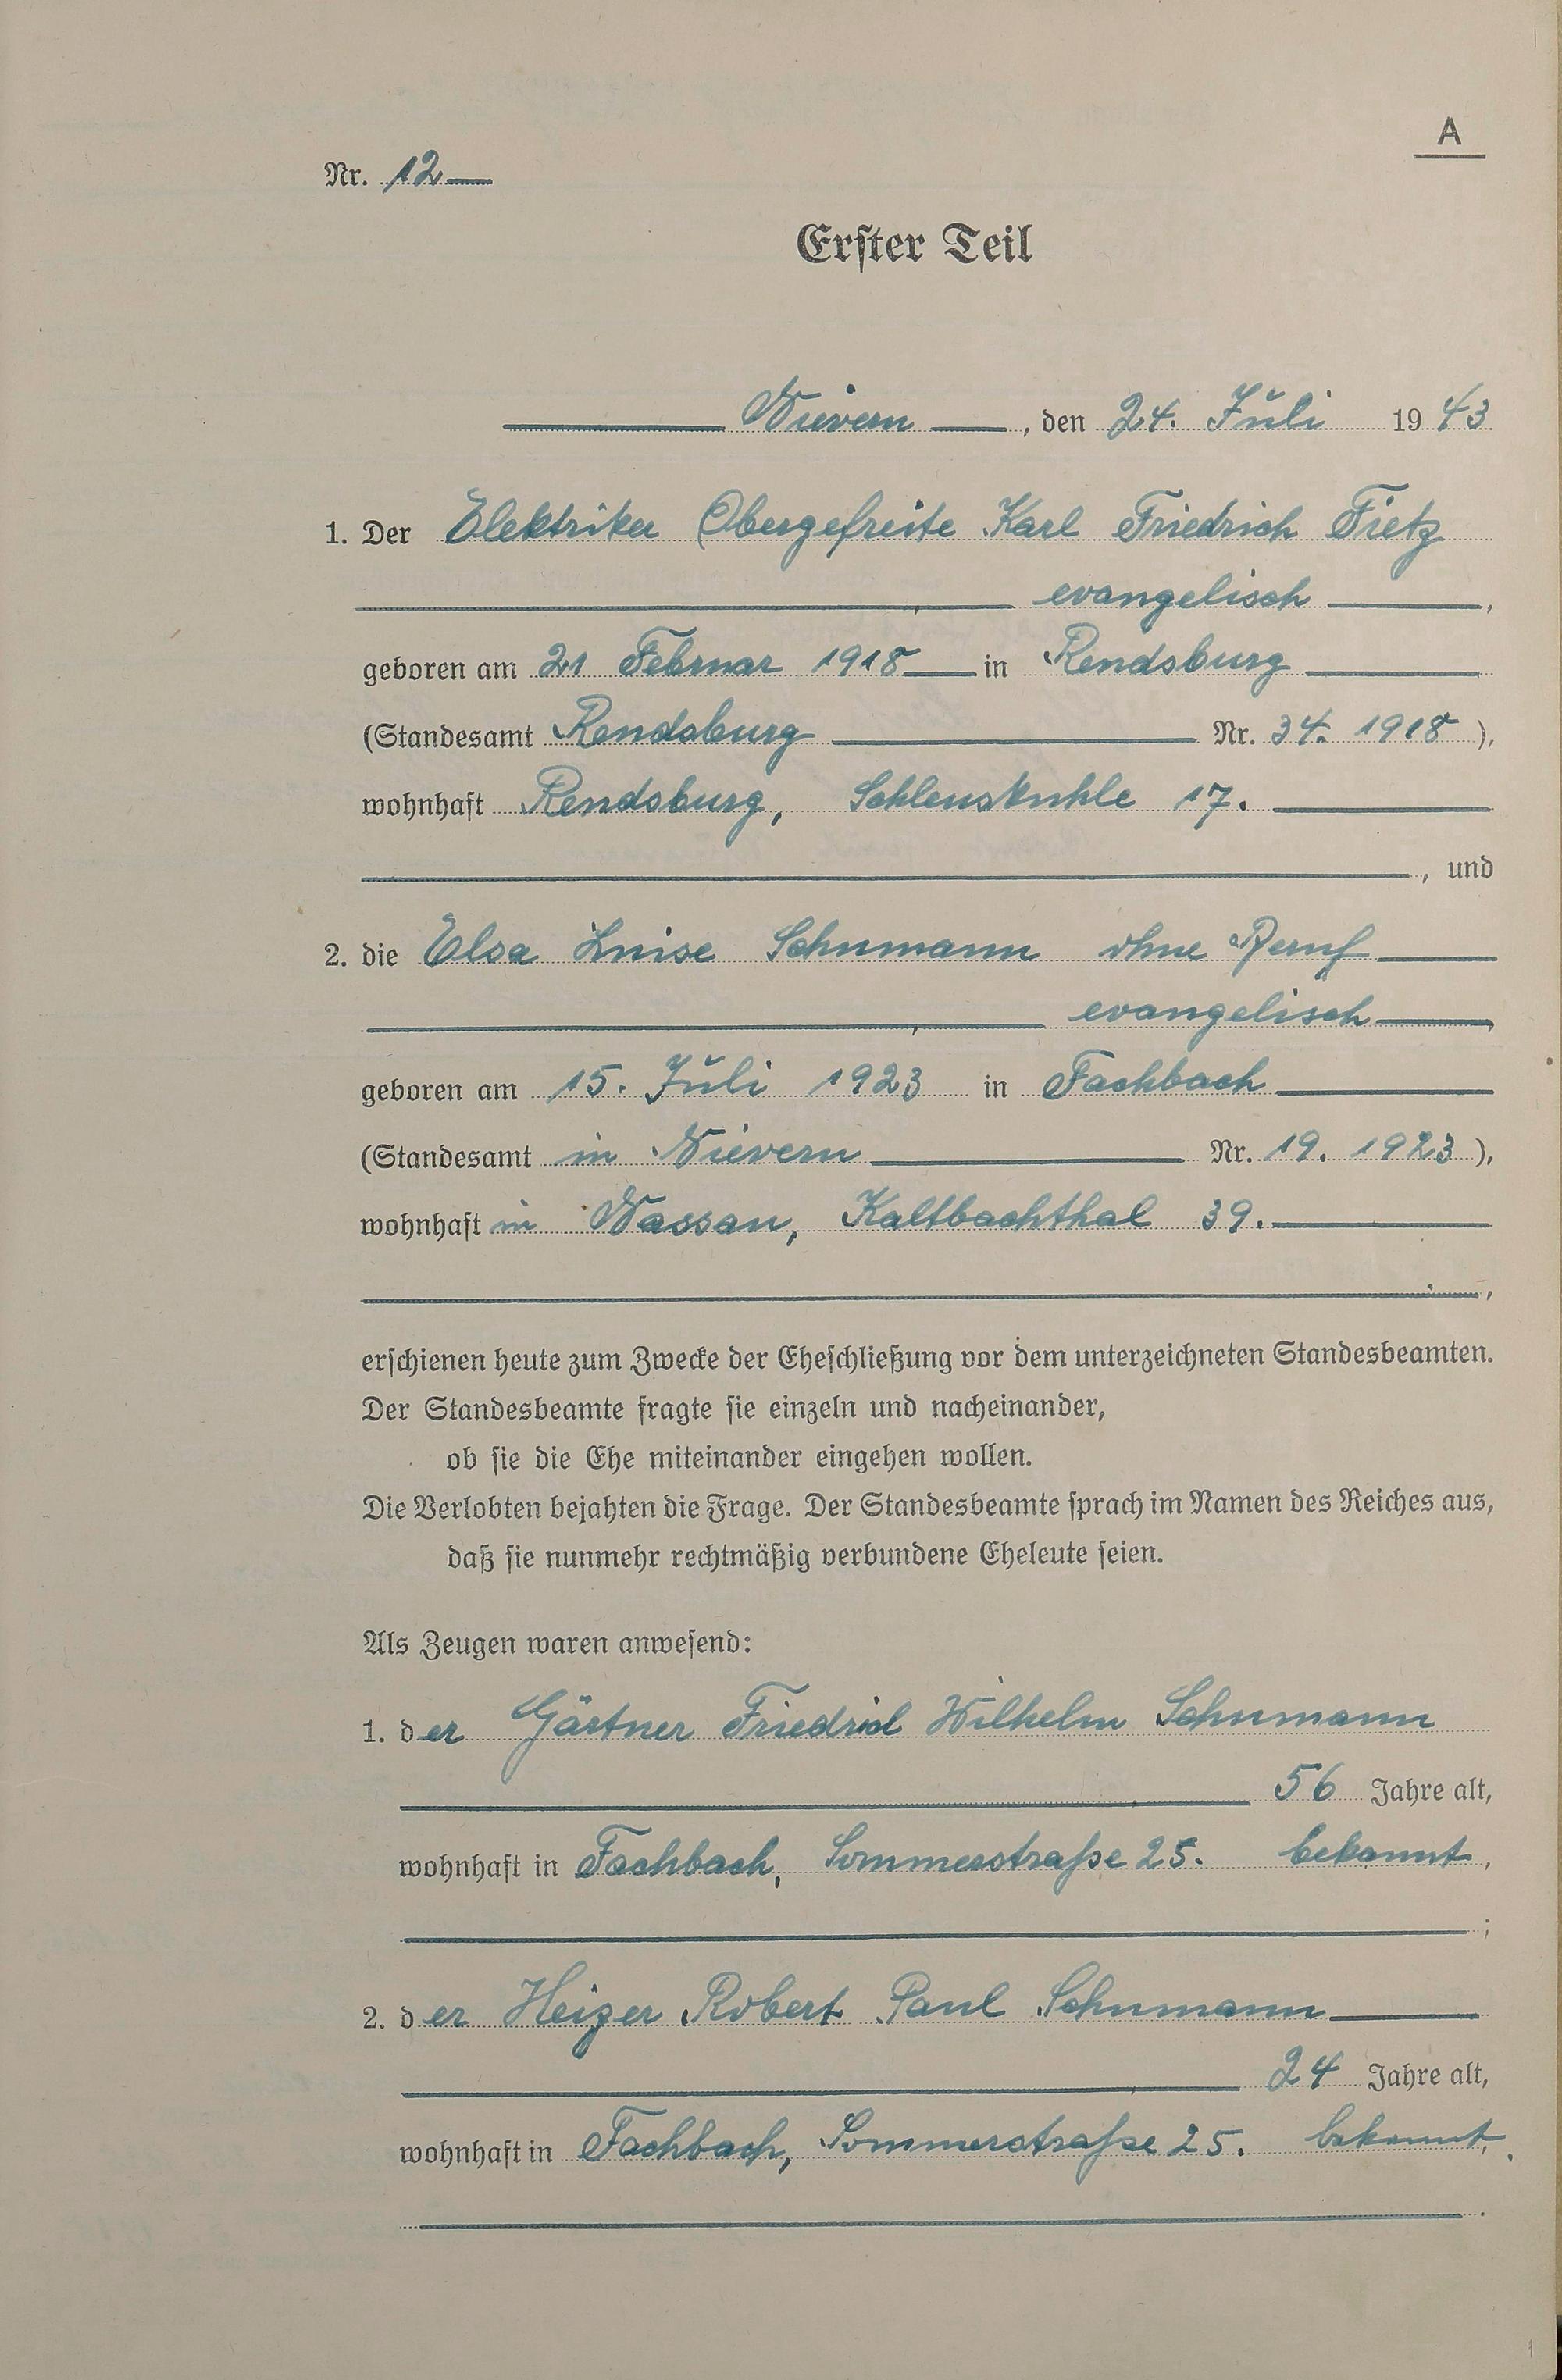 A
Nr. 12
Erster Teil
Nievern, den 24. Juli 1943
1. Der Elektriker Obergefreite Karl Friedrich Fietz
evangelisch,
geboren am 21 Februar 1918 in Rendsburg
(Standesamt Rendsburg Nr. 34. 1918),
wohnhaft Rendsburg, Schleuskuhle 17.
, und
2. die Elsa Luise Schumann ohne Beruf
evangelisch,
geboren am 15. Juli 1923 in Fachbach
(Standesamt in Nievern Nr. 19. 1923),
wohnhaft in Nassau, Kaltbachthal 39.
,
erschienen heute zum Zwecke der Eheschließung vor dem unterzeichneten Standesbeamten.
Der Standesbeamte fragte sie einzeln und nacheinander,
ob sie die Ehe miteinander eingehen wollen.
Die Verlobten bejahten die Frage. Der Standesbeamte sprach im Namen des Reiches aus,
daß sie nunmehr rechtmäßig verbundene Eheleute seien.
Als Zeugen waren anwesend:
1. der Gärtner Friedrich Wilhelm Schumann
56 Jahre alt,
wohnhaft in Fachbach, Sommerstraße 25. bekannt,
;
2. der Heizer Robert Paul Schumann
24 Jahre alt,
wohnhaft in Fachbach, Sommerstraße 25. bekannt.